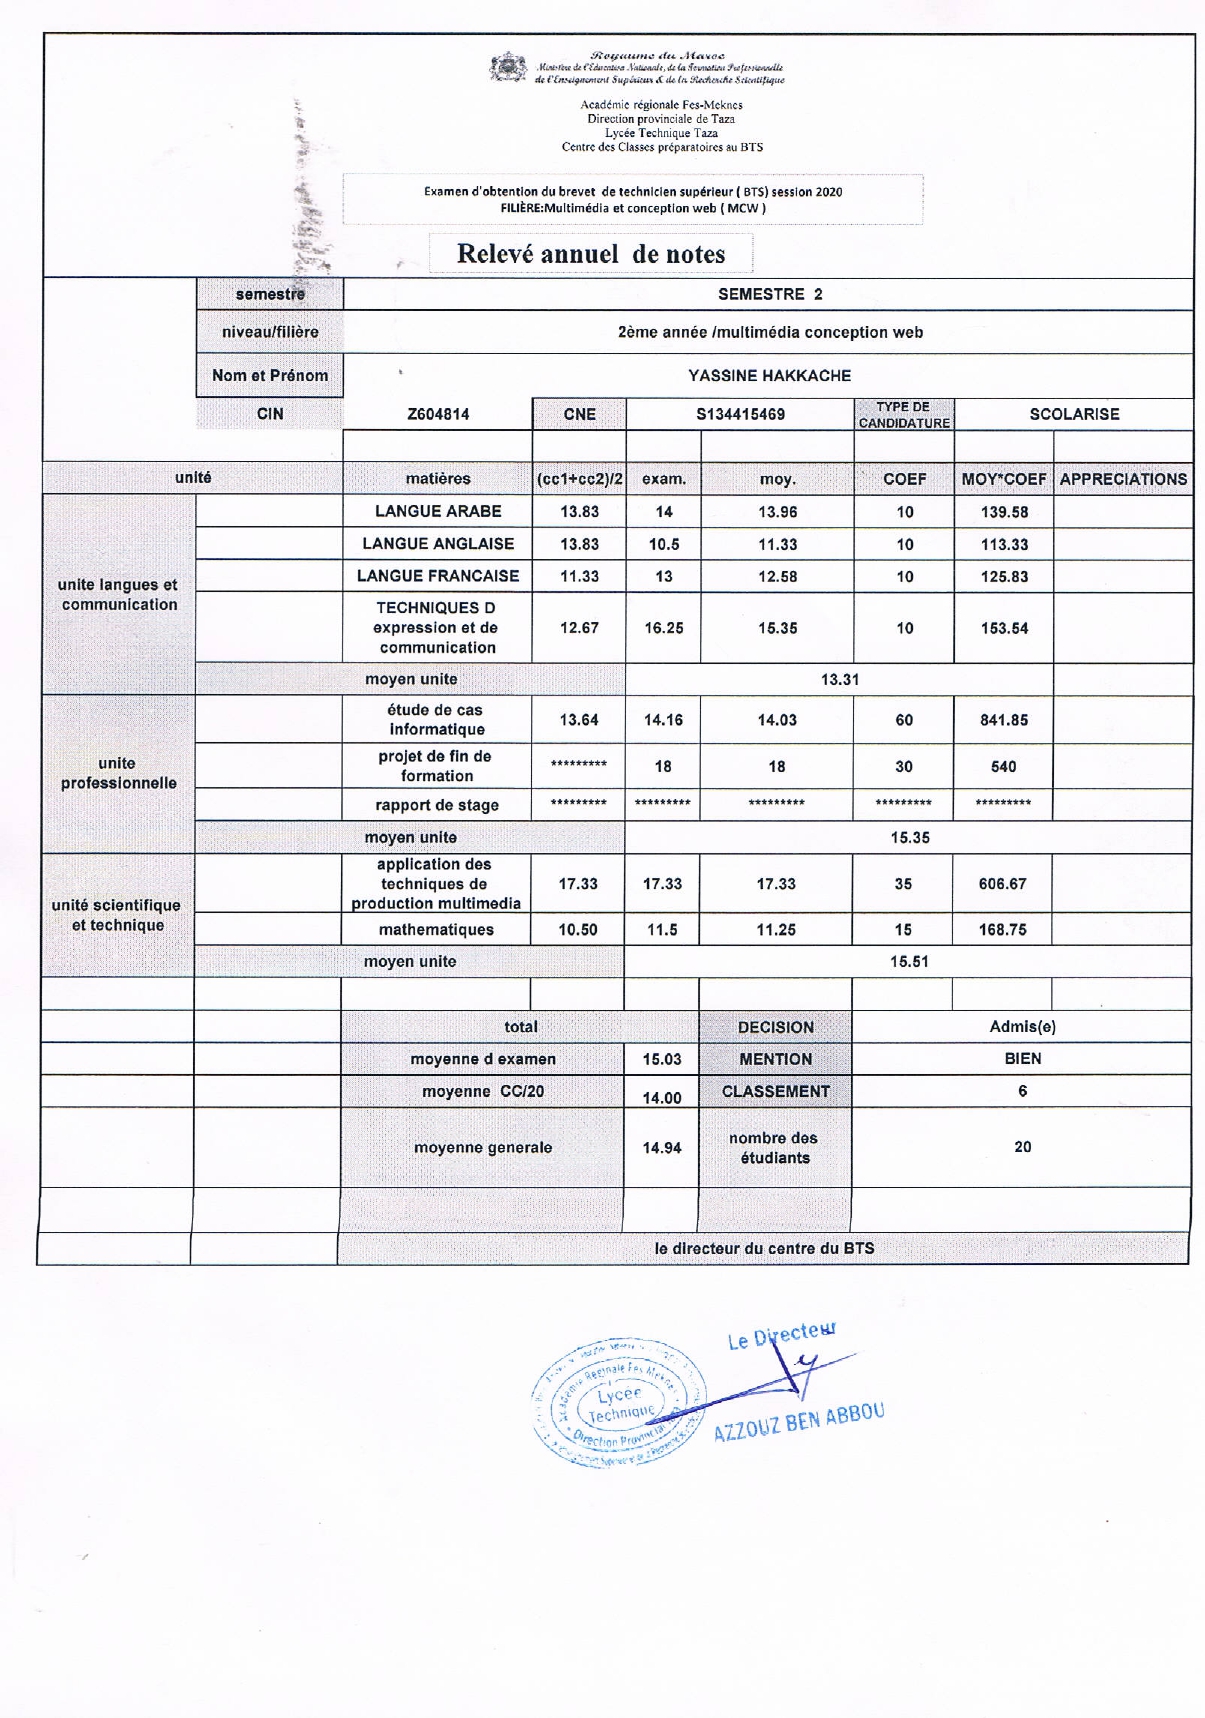 Royaume du Maroc
Ministère de l'Education Nationale, de la Formation Professionnelle
de l'Enseignement Supérieur & de la Recherche Scientifique
Académie régionale Fes-Meknes
Direction provinciale de Taza
Lycée Technique Taza
Centre des Classes préparatoires au BTS
Examen d'obtention du brevet de technicien supérieur ( BTS) session 2020
FILIÈRE:Multimédia et conception web ( MCW )
Relevé annuel de notes
semestre SEMESTRE 2
niveau/filière 2ème année /multimédia conception web
Nom et Prénom YASSINE HAKKACHE
CIN Z604814 CNE S134415469 TYPE DE CANDIDATURE SCOLARISE
unité matières (cc1+cc2)/2 exam. moy. COEF MOY*COEF APPRECIATIONS
unite langues et communication
LANGUE ARABE 13.83 14 13.96 10 139.58
LANGUE ANGLAISE 13.83 10.5 11.33 10 113.33
LANGUE FRANCAISE 11.33 13 12.58 10 125.83
TECHNIQUES D expression et de communication 12.67 16.25 15.35 10 153.54
moyen unite 13.31
unite professionnelle
étude de cas informatique 13.64 14.16 14.03 60 841.85
projet de fin de formation ********* 18 18 30 540
rapport de stage ********* ********* ********* ********* *********
moyen unite 15.35
unité scientifique et technique
application des techniques de production multimedia 17.33 17.33 17.33 35 606.67
mathematiques 10.50 11.5 11.25 15 168.75
moyen unite 15.51
total DECISION Admis(e)
moyenne d examen 15.03 MENTION BIEN
moyenne CC/20 14.00 CLASSEMENT 6
moyenne generale 14.94 nombre des étudiants 20
le directeur du centre du BTS
Le Directeur
AZZOUZ BEN ABBOU
Académie Réginale Fes Mekne
Lycée
Technique
Direction Provincial